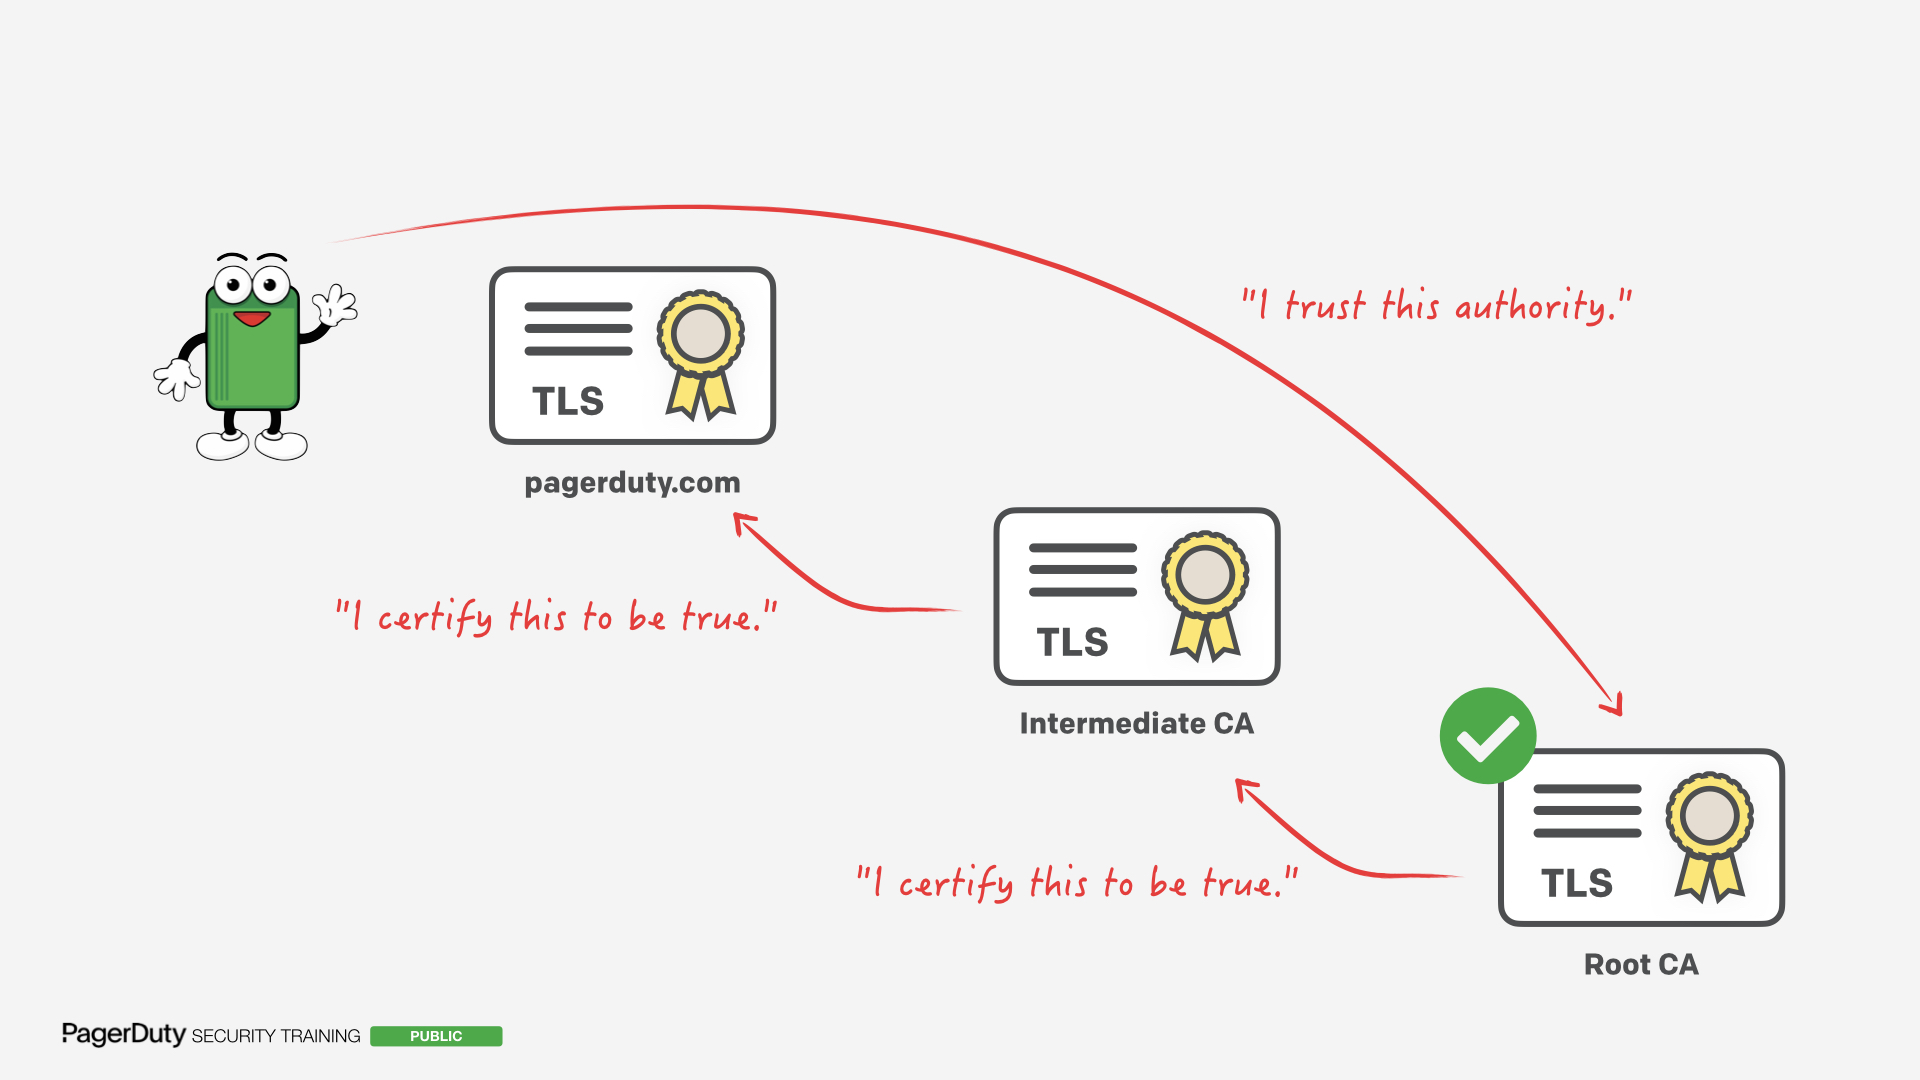 "I trust this authority."
TLS
pagerduty.com
"I certify this to be true."
TLS
Intermediate CA
"I certify this to be true."
TLS
Root CA
PagerDuty SECURITY TRAINING PUBLIC